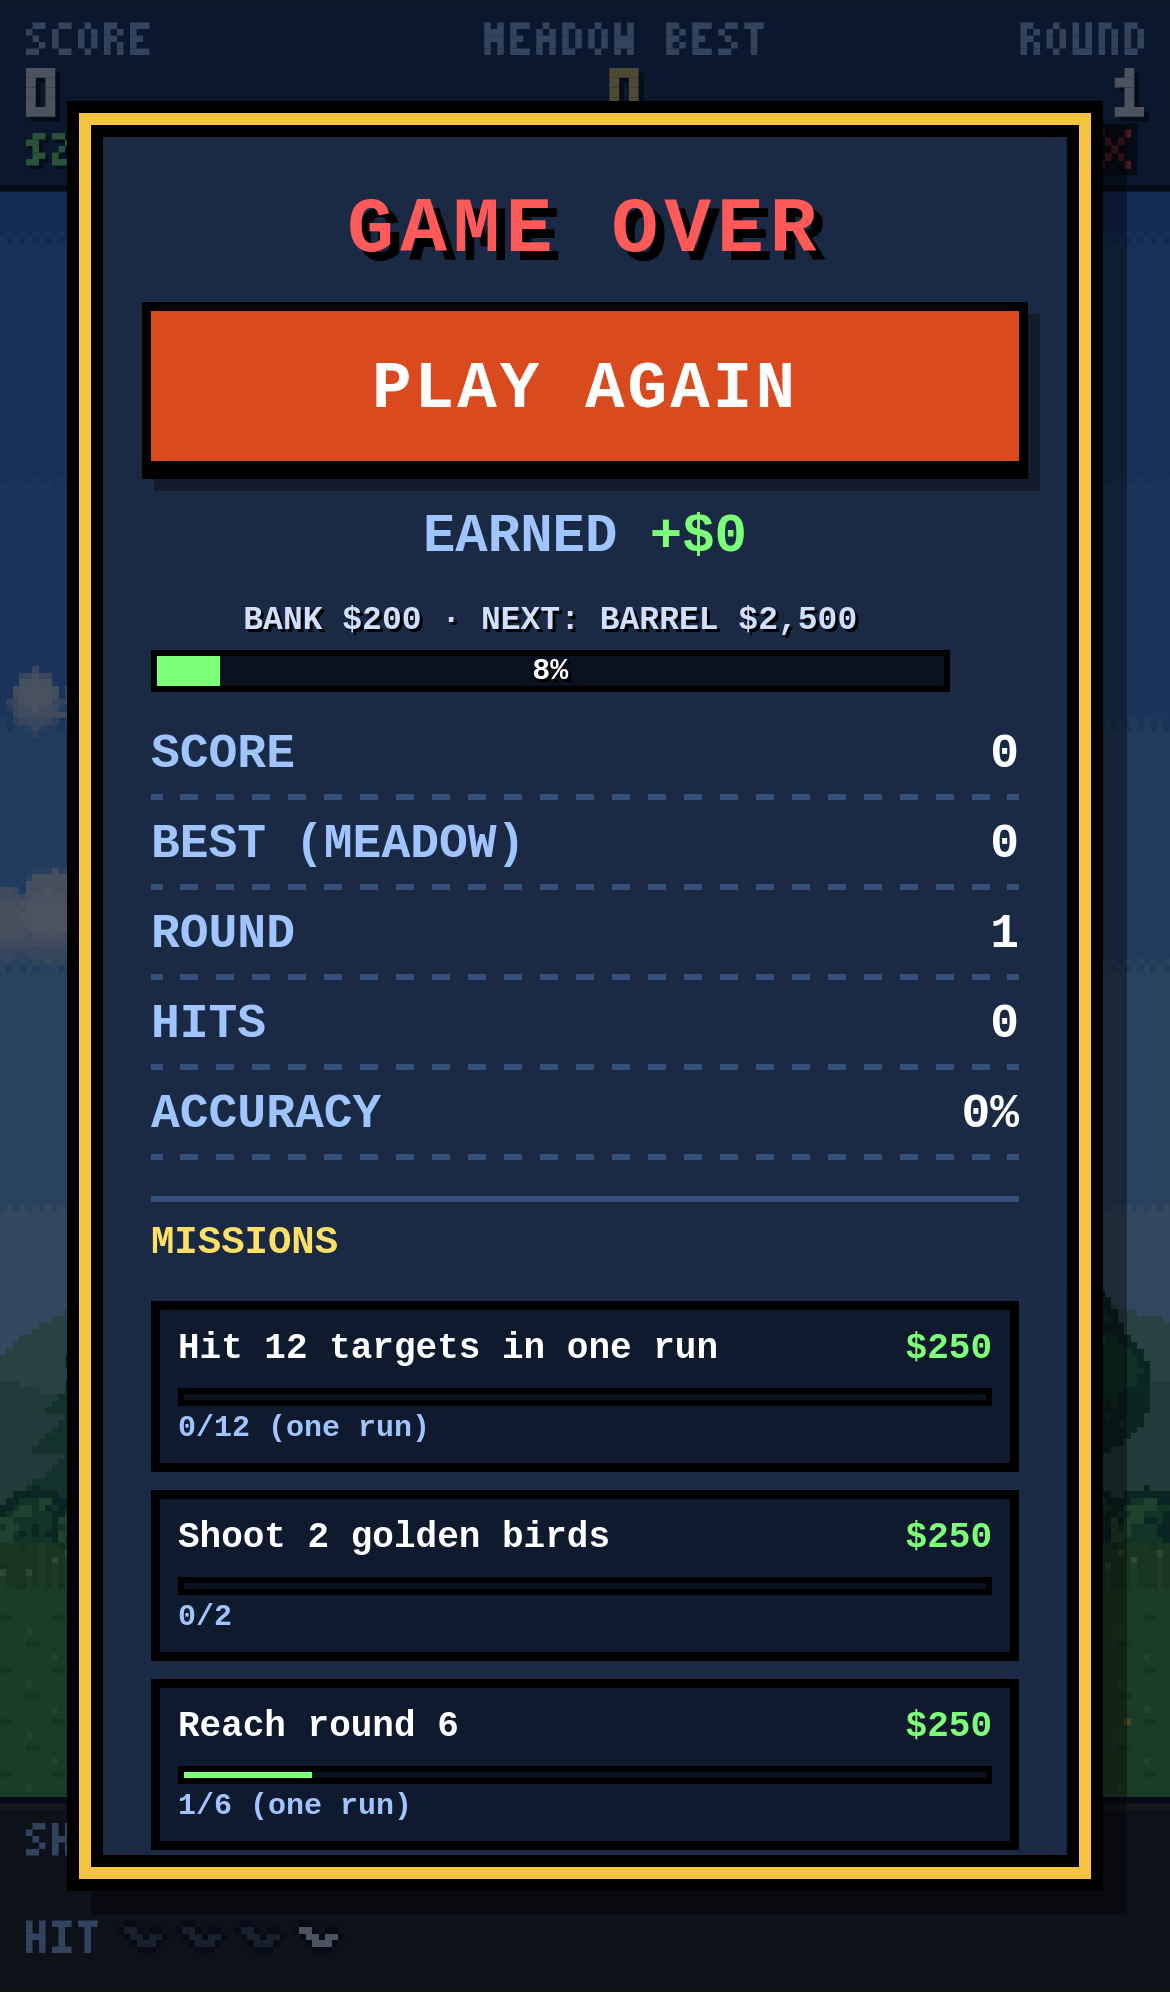 SCORE MEADOW BEST ROUND
0 0 1
GAME OVER
PLAY AGAIN
EARNED +$0
BANK $200 · NEXT: BARREL $2,500
8%
SCORE 0
BEST (MEADOW) 0
ROUND 1
HITS 0
ACCURACY 0%
MISSIONS
Hit 12 targets in one run $250
0/12 (one run)
Shoot 2 golden birds $250
0/2
Reach round 6 $250
1/6 (one run)
HIT